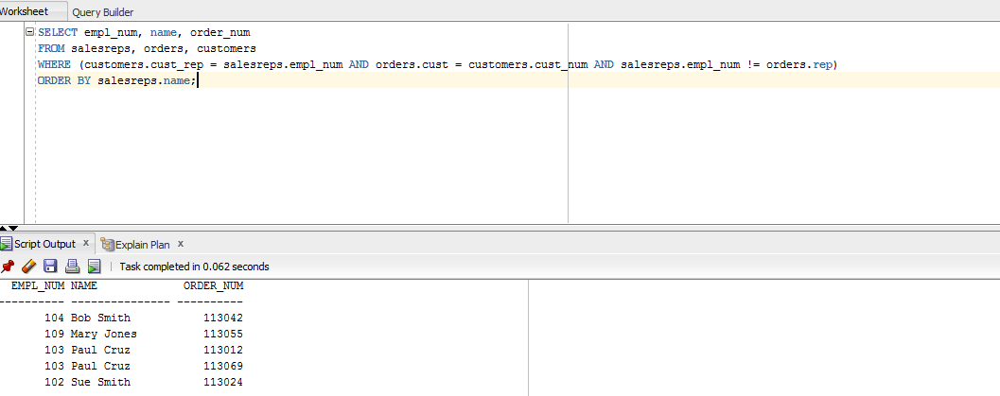 Worksheet Query Builder
SELECT empl_num, name, order_num
FROM salesreps, orders, customers
WHERE (customers.cust_rep = salesreps.empl_num AND orders.cust = customers.cust_num AND salesreps.empl_num != orders.rep)
ORDER BY salesreps.name;
Script Output x Explain Plan x
Task completed in 0.062 seconds
EMPL_NUM NAME ORDER_NUM
---------- --------------- ----------
104 Bob Smith 113042
109 Mary Jones 113055
103 Paul Cruz 113012
103 Paul Cruz 113069
102 Sue Smith 113024